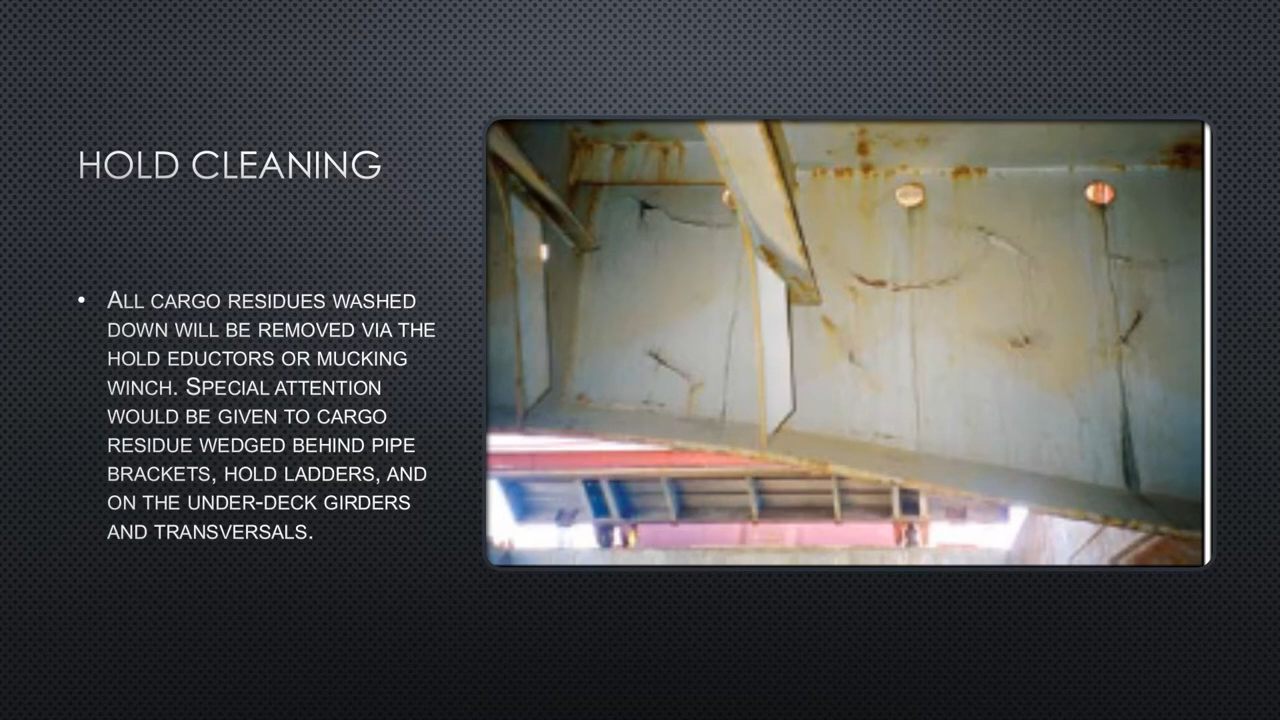 HOLD CLEANING
• ALL CARGO RESIDUES WASHED
DOWN WILL BE REMOVED VIA THE
HOLD EDUCTORS OR MUCKING
WINCH. SPECIAL ATTENTION
WOULD BE GIVEN TO CARGO
RESIDUE WEDGED BEHIND PIPE
BRACKETS, HOLD LADDERS, AND
ON THE UNDER-DECK GIRDERS
AND TRANSVERSALS.